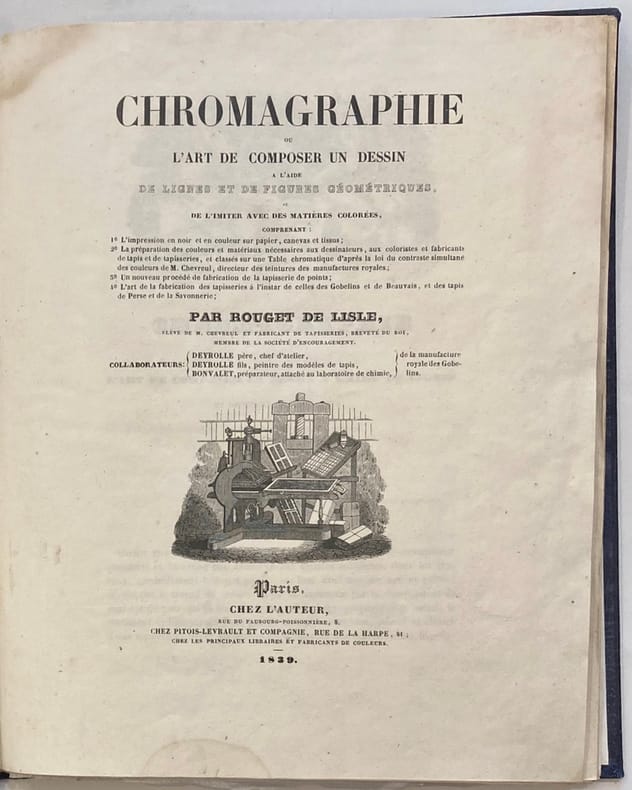 CHROMAGRAPHIE
OU
L'ART DE COMPOSER UN DESSIN
A L'AIDE
DE LIGNES ET DE FIGURES GÉOMÉTRIQUES,
ET
DE L'IMITER AVEC DES MATIÈRES COLORÉES,
COMPRENANT :
1º L'impression en noir et en couleur sur papier, canevas et tissus;
2º La préparation des couleurs et matériaux nécessaires aux dessinateurs, aux coloristes et fabricants
de tapis et de tapisseries, et classés sur une Table chromatique d'après la loi du contraste simultané
des couleurs de M. Chevreul, directeur des teintures des manufactures royales;
3º Un nouveau procédé de fabrication de la tapisserie de points;
4º L'art de la fabrication des tapisseries à l'instar de celles des Gobelins et de Beauvais, et des tapis
de Perse et de la Savonnerie;
PAR ROUGET DE LISLE,
ÉLÈVE DE M. CHEVREUL ET FABRICANT DE TAPISSERIES, BREVETÉ DU ROI,
MEMBRE DE LA SOCIÉTÉ D'ENCOURAGEMENT.
COLLABORATEURS:
DEYROLLE père, chef d'atelier,
DEYROLLE fils, peintre des modèles de tapis,
BONVALET, préparateur, attaché au laboratoire de chimie,
de la manufacture
royale des Gobe-
lins.
Paris,
CHEZ L'AUTEUR,
RUE DU FAUBOURG-POISSONNIÈRE, 8,
CHEZ PITOIS-LEVRAULT ET COMPAGNIE, RUE DE LA HARPE, 81;
CHEZ LES PRINCIPAUX LIBRAIRES ET FABRICANTS DE COULEURS.
1839.